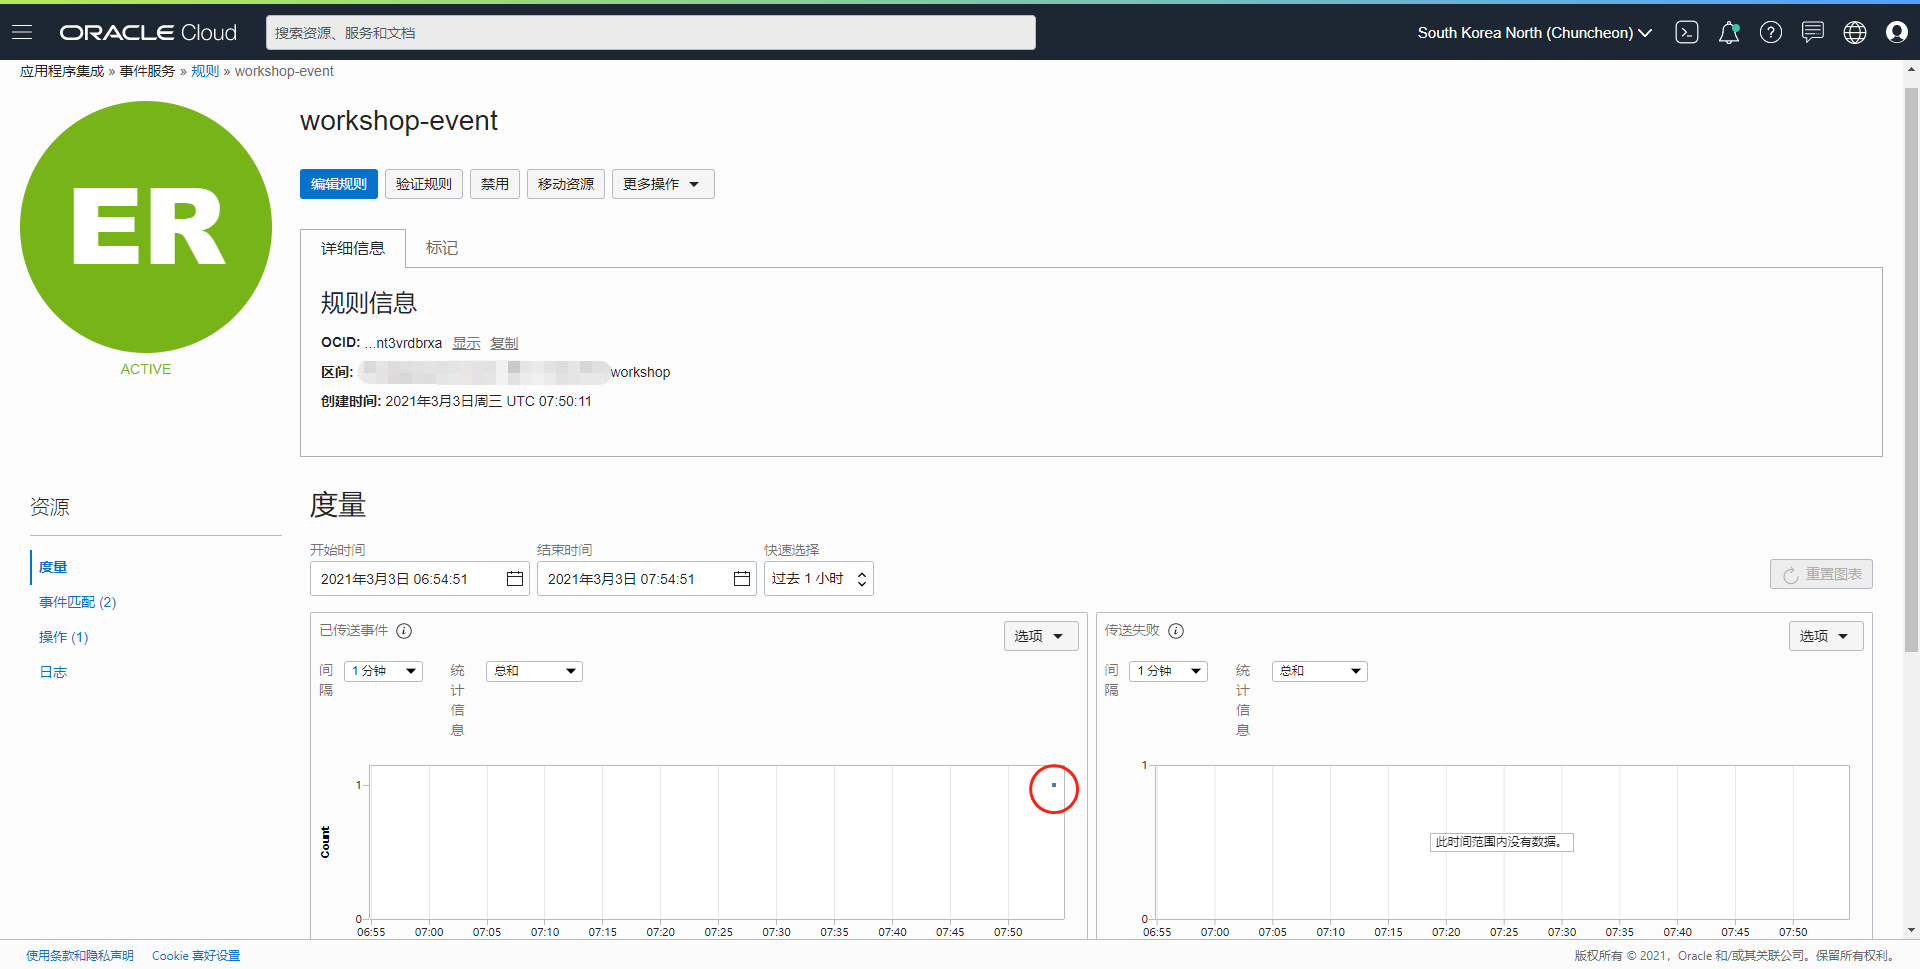 ORACLE Cloud
搜索资源、服务和文档
South Korea North (Chuncheon)
应用程序集成 » 事件服务 » 规则 » workshop-event
ER
ACTIVE
workshop-event
编辑规则 验证规则 禁用 移动资源 更多操作
详细信息 标记
规则信息
OCID: ...nt3vrdbrxa 显示 复制
区间: workshop
创建时间: 2021年3月3日周三 UTC 07:50:11
资源
度量
事件匹配 (2)
操作 (1)
日志
度量
开始时间 结束时间 快速选择
2021年3月3日 06:54:51 2021年3月3日 07:54:51 过去 1 小时
重置图表
已传送事件
选项
间隔 1 分钟 统计信息 总和
1
Count
0
06:55 07:00 07:05 07:10 07:15 07:20 07:25 07:30 07:35 07:40 07:45 07:50
传送失败
选项
间隔 1 分钟 统计信息 总和
1
此时间范围内没有数据。
0
06:55 07:00 07:05 07:10 07:15 07:20 07:25 07:30 07:35 07:40 07:45 07:50
使用条款和隐私声明 Cookie 喜好设置
版权所有 © 2021，Oracle 和/或其关联公司。保留所有权利。